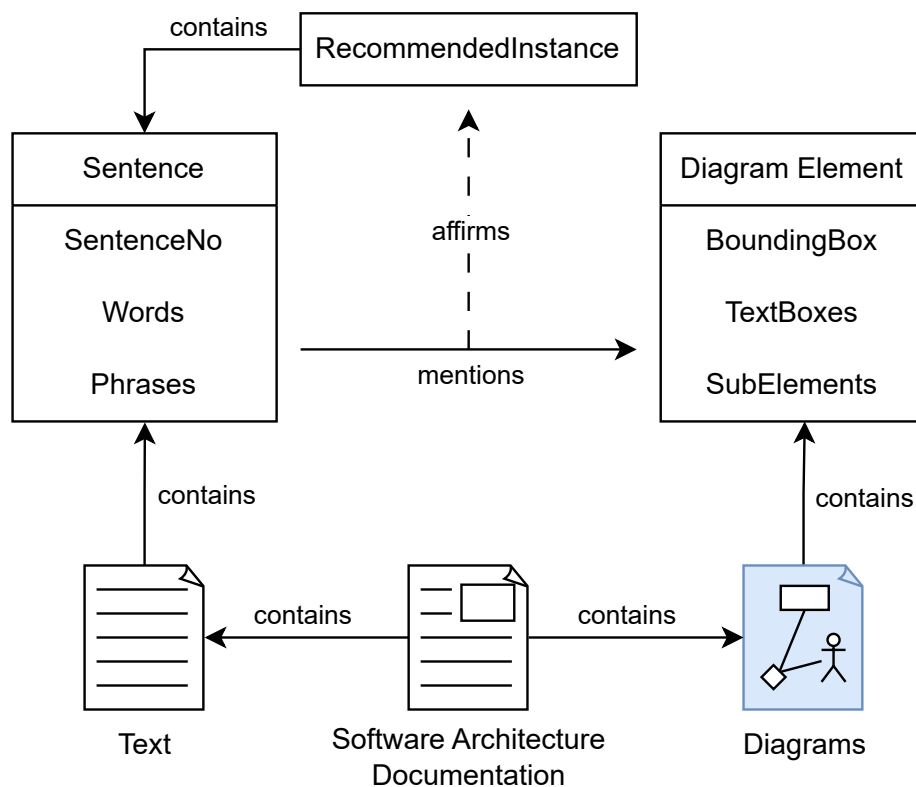 contains
RecommendedInstance
Sentence
Diagram Element
SentenceNo
affirms
BoundingBox
Words
TextBoxes
mentions
Phrases
SubElements
contains
contains
contains
contains
Text
Software Architecture
Documentation
Diagrams